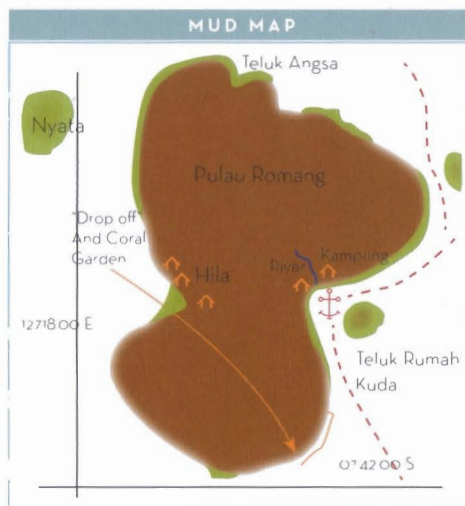 MUD MAP
Teluk Angsa
Nyata
Pulau Romang
"Drop off"
And Coral
Garden
Hila
River
Kampung
127 18 00 E
Teluk Rumah
Kuda
07 42 00 S